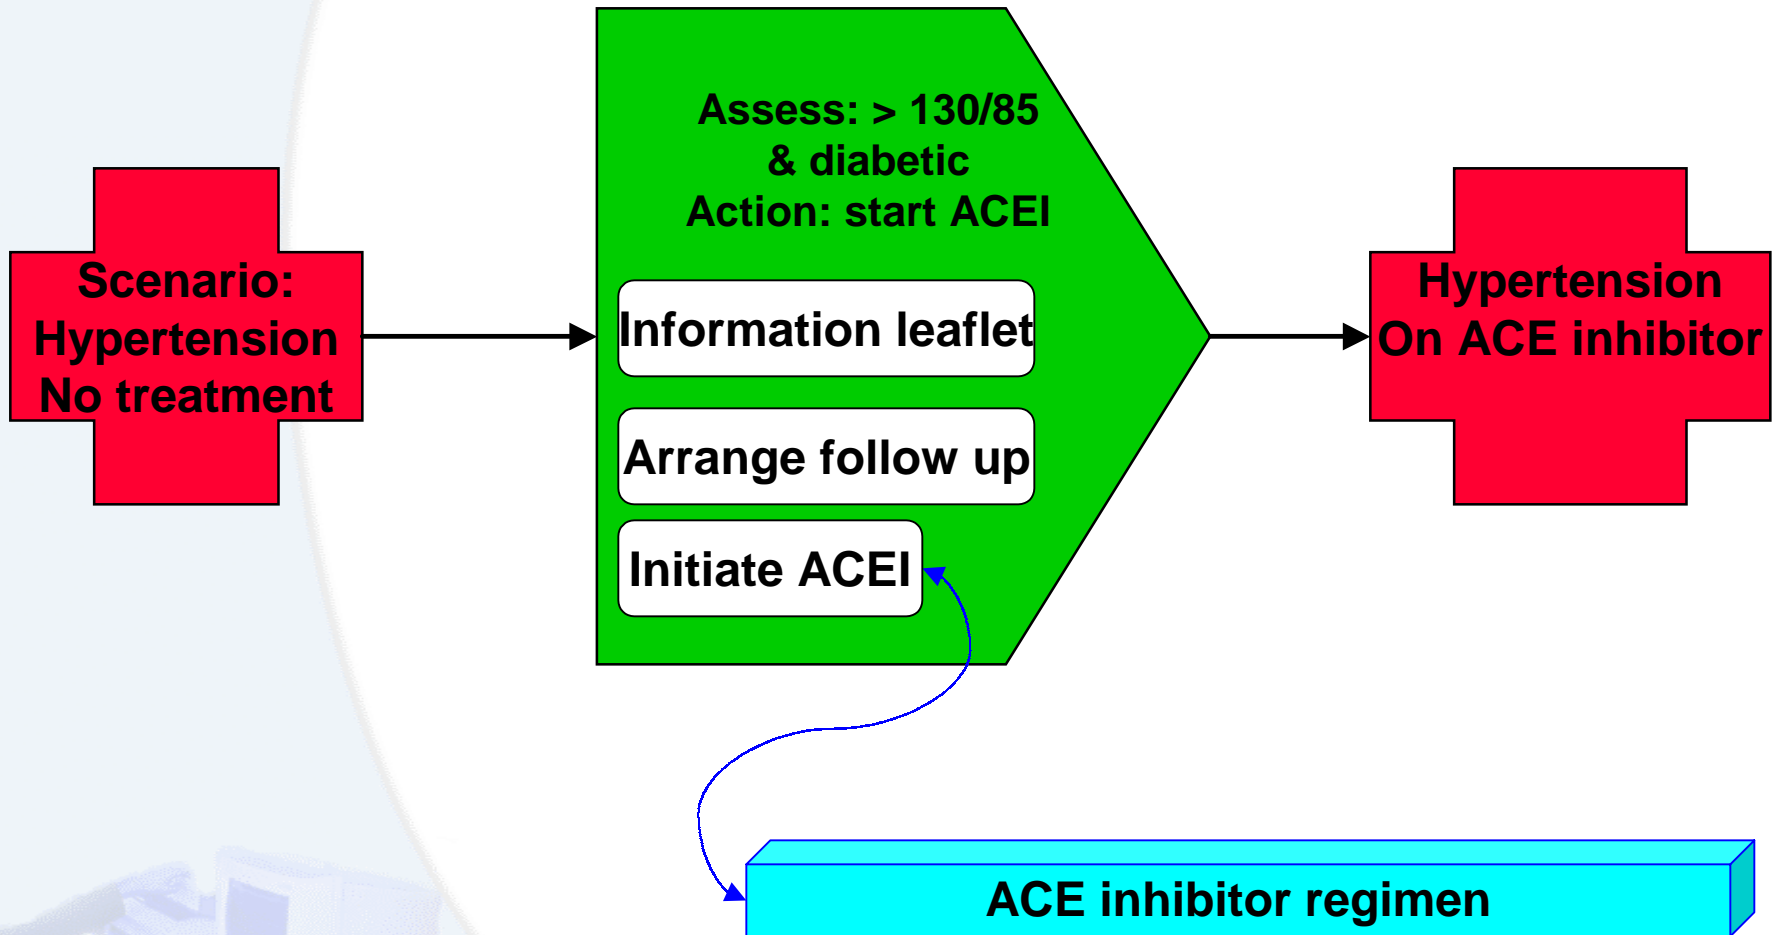 Scenario:
Hypertension
No treatment
Assess: > 130/85
& diabetic
Action: start ACEI
Information leaflet
Arrange follow up
Initiate ACEI
Hypertension
On ACE inhibitor
ACE inhibitor regimen